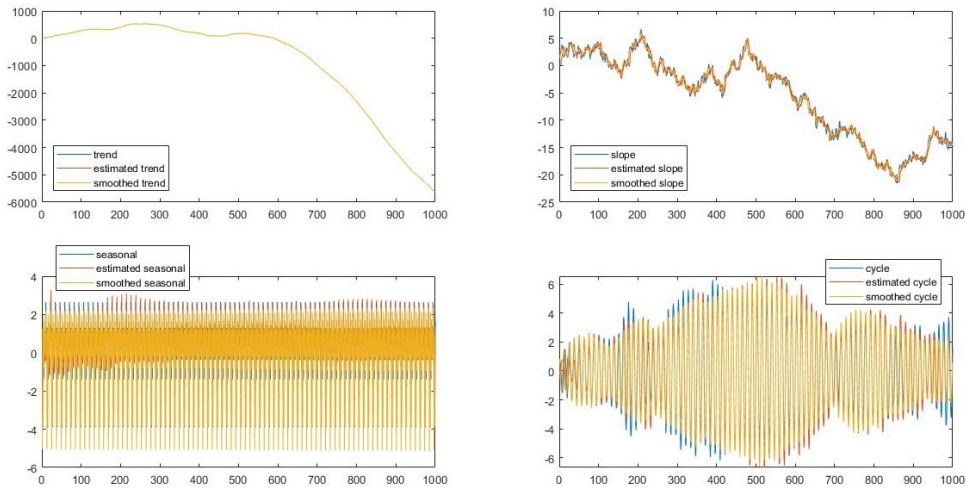 1000
0
-1000
-2000
-3000
-4000
-5000
-6000
trend
estimated trend
smoothed trend
0 100 200 300 400 500 600 700 800 900 1000
10
5
0
-5
-10
-15
-20
-25
slope
estimated slope
smoothed slope
0 100 200 300 400 500 600 700 800 900 1000
seasonal
estimated seasonal
smoothed seasonal
4
2
0
-2
-4
-6
0 100 200 300 400 500 600 700 800 900 1000
cycle
estimated cycle
smoothed cycle
6
4
2
0
-2
-4
-6
0 100 200 300 400 500 600 700 800 900 1000